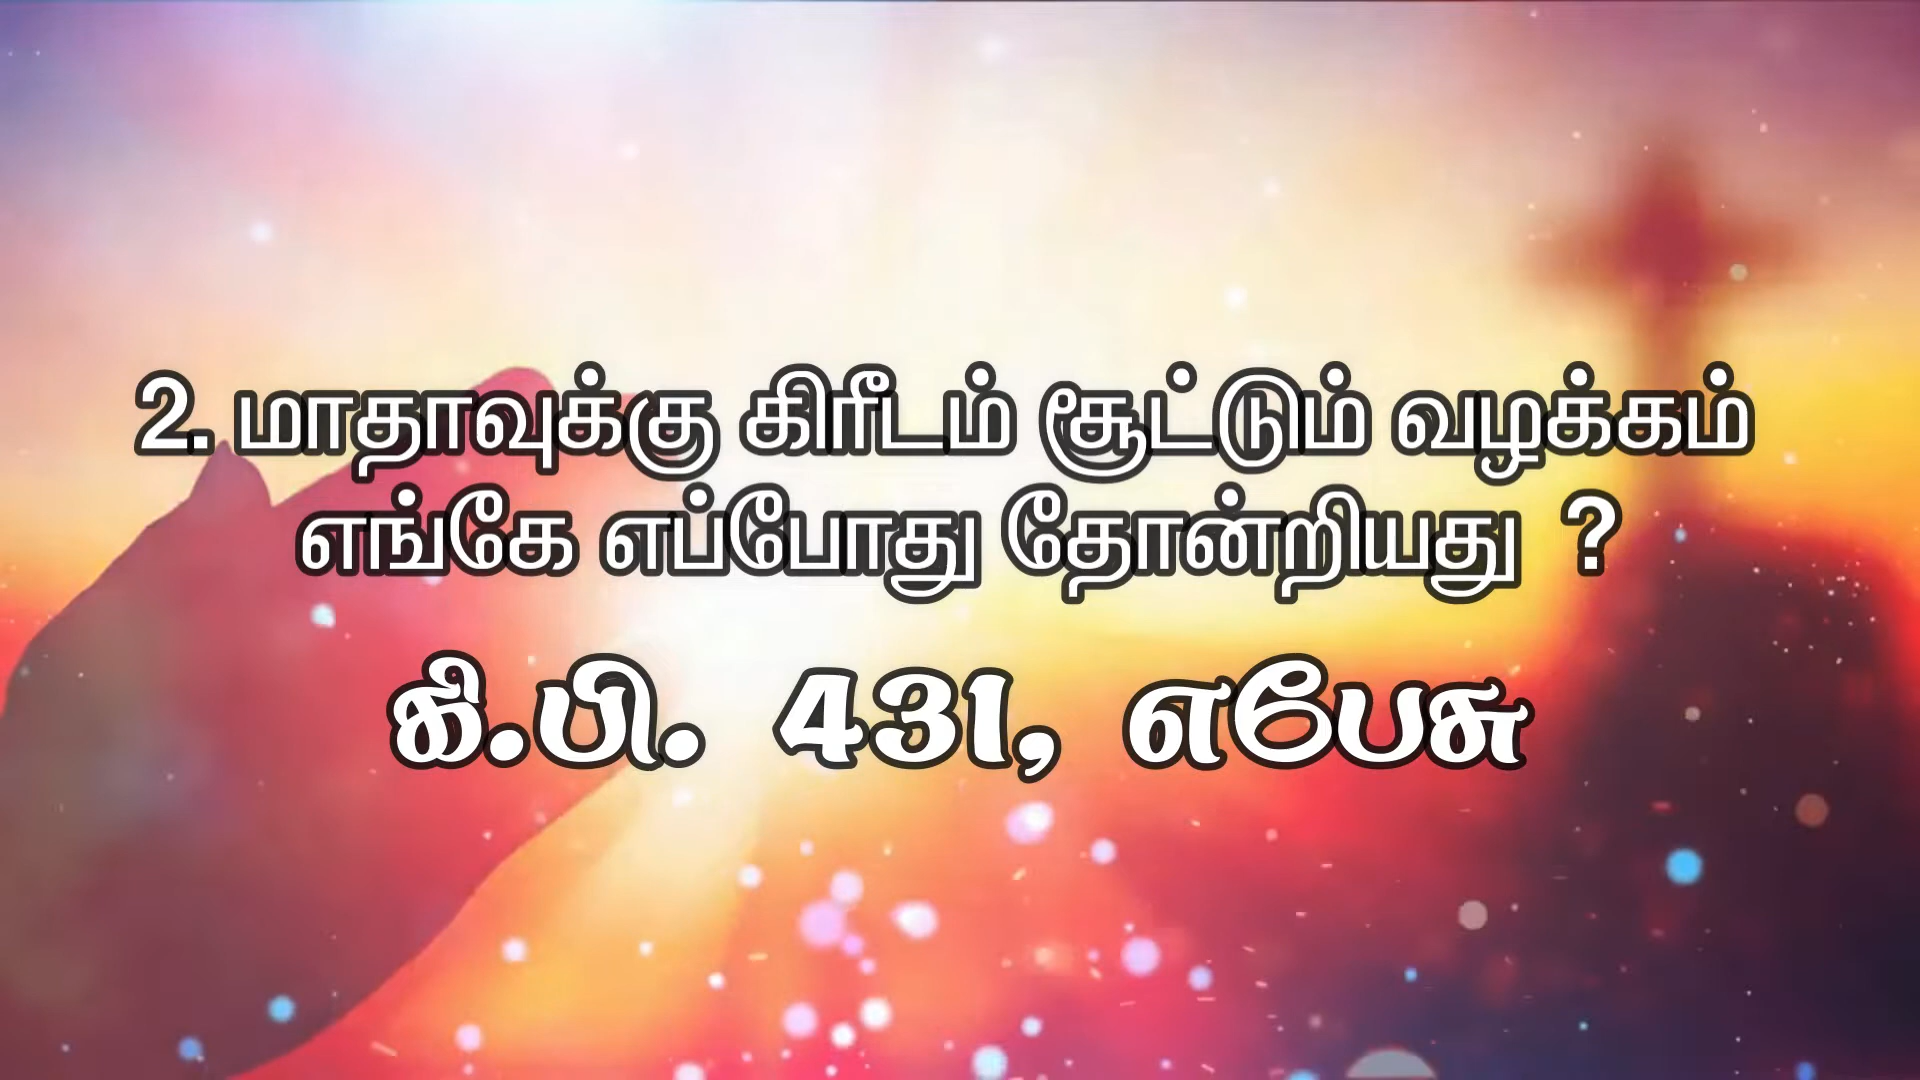 2. மாதாவுக்கு கிரீடம் சூட்டும் வழக்கம்
எங்கே எப்போது தோன்றியது ?
கி.பி. 431, எபேசு